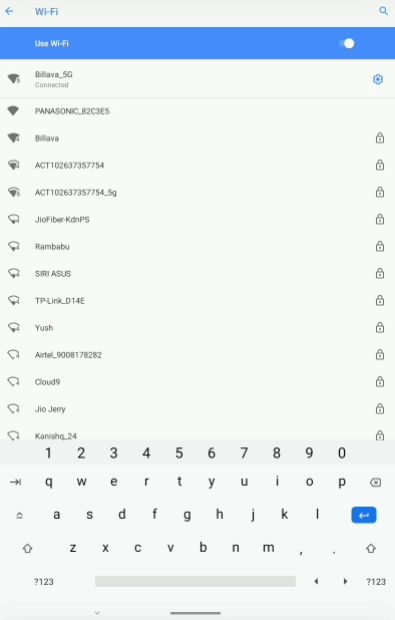 Wi-Fi
Use Wi-Fi
Billava_5G
Connected
PANASONIC_82C3E5
Billava
ACT102637357754
ACT102637357754_5g
JioFiber-KdnPS
Rambabu
SIRI ASUS
TP-Link_D14E
Yush
Airtel_9008178282
Cloud9
Jio Jerry
Kanishq_24
1 2 3 4 5 6 7 8 9 0
q w e r t y u i o p
a s d f g h j k l
z x c v b n m , .
?123 ?123